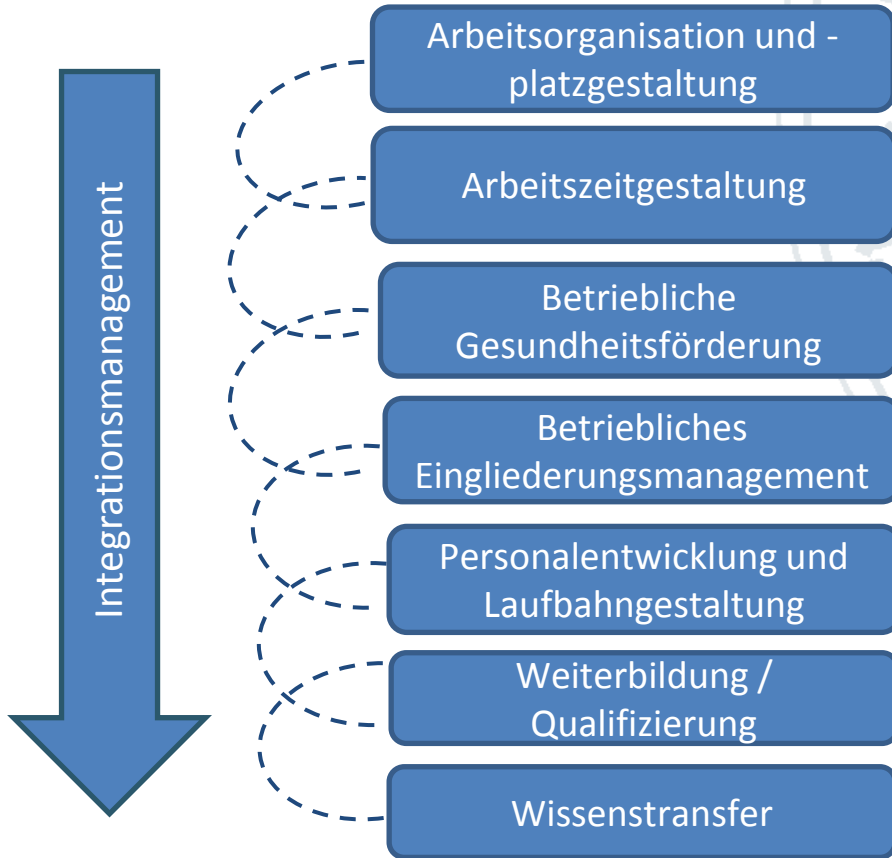 Integrationsmanagement
Arbeitsorganisation und -
platzgestaltung
Arbeitszeitgestaltung
Betriebliche
Gesundheitsförderung
Betriebliches
Eingliederungsmanagement
Personalentwicklung und
Laufbahngestaltung
Weiterbildung /
Qualifizierung
Wissenstransfer